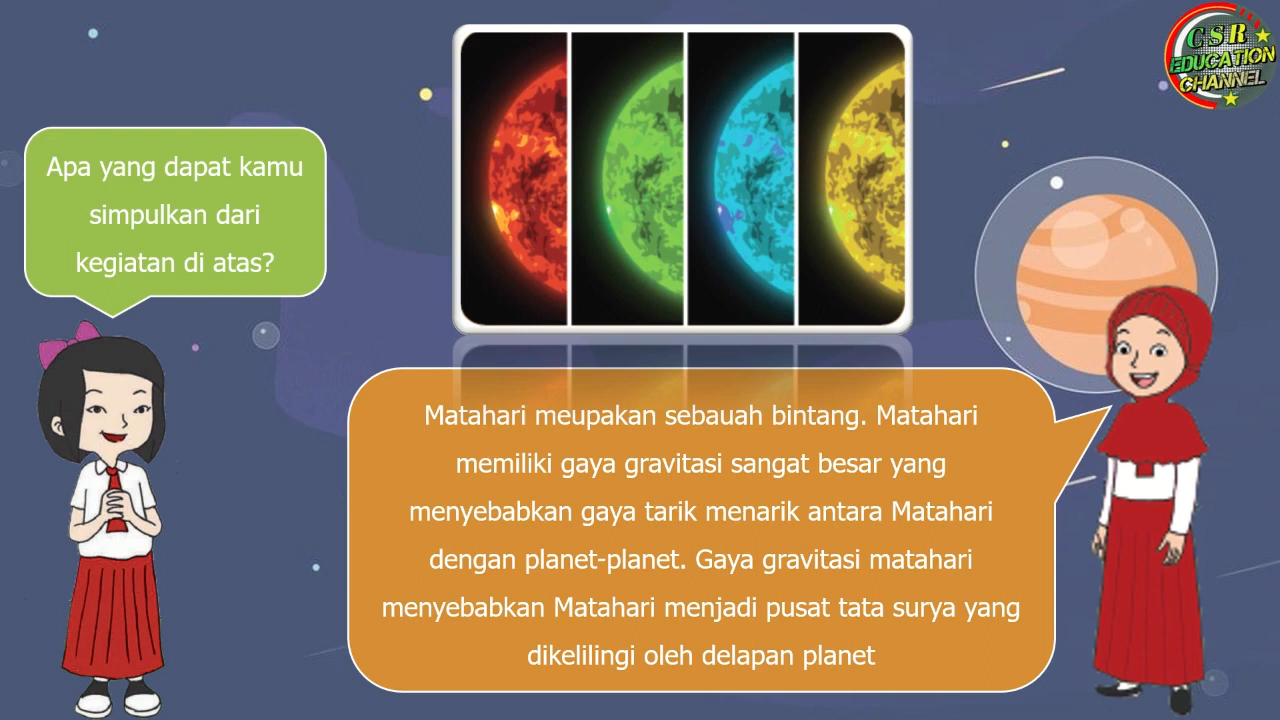 CSR
EDUCATION
CHANNEL
Apa yang dapat kamu
simpulkan dari
kegiatan di atas?
Matahari meupakan sebauah bintang. Matahari
memiliki gaya gravitasi sangat besar yang
menyebabkan gaya tarik menarik antara Matahari
dengan planet-planet. Gaya gravitasi matahari
menyebabkan Matahari menjadi pusat tata surya yang
dikelilingi oleh delapan planet